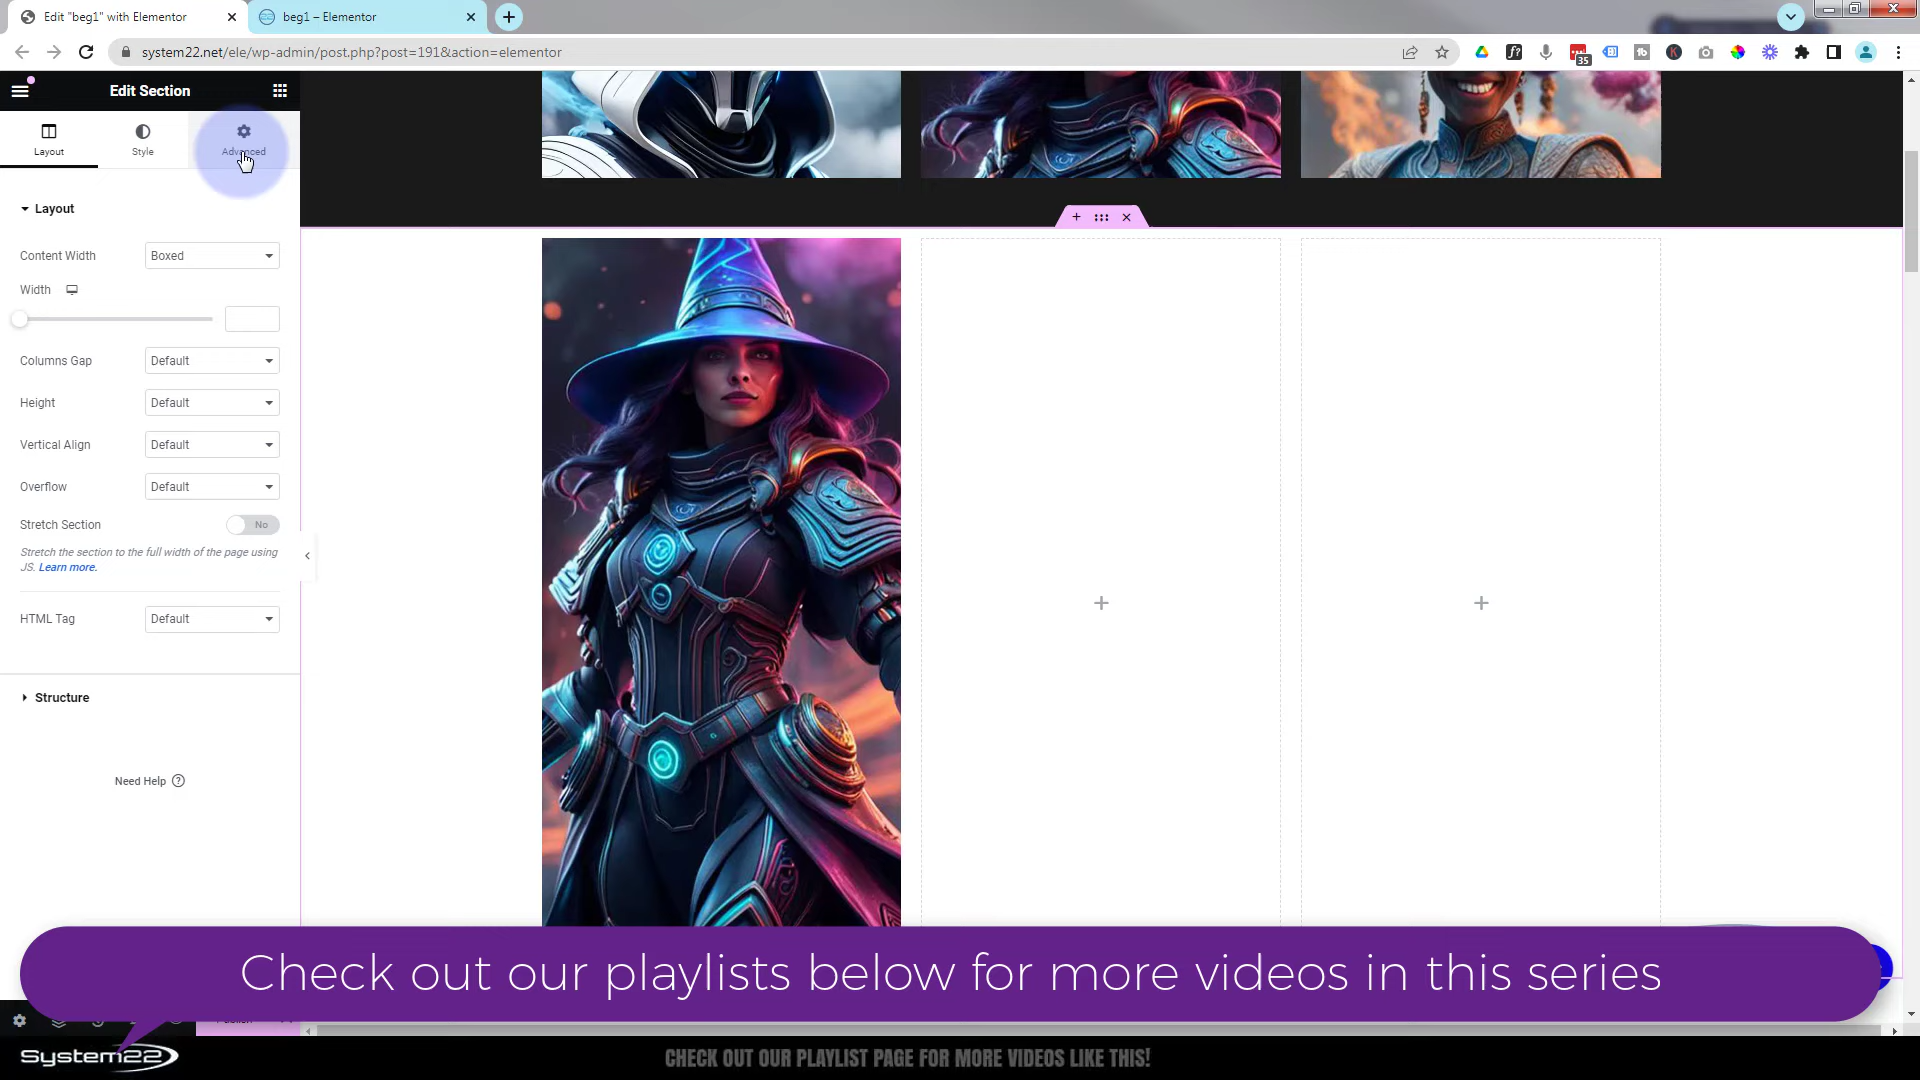 Edit "beg1" with Elementor
beg1 – Elementor
system22.net/ele/wp-admin/post.php?post=191&action=elementor
35
Edit Section
Layout
Style
Advanced
Layout
Content Width
Boxed
Width
Columns Gap
Default
Height
Default
Vertical Align
Default
Overflow
Default
Stretch Section
No
Stretch the section to the full width of the page using
JS. Learn more.
HTML Tag
Default
Structure
Need Help
Check out our playlists below for more videos in this series
System22
CHECK OUT OUR PLAYLIST PAGE FOR MORE VIDEOS LIKE THIS!